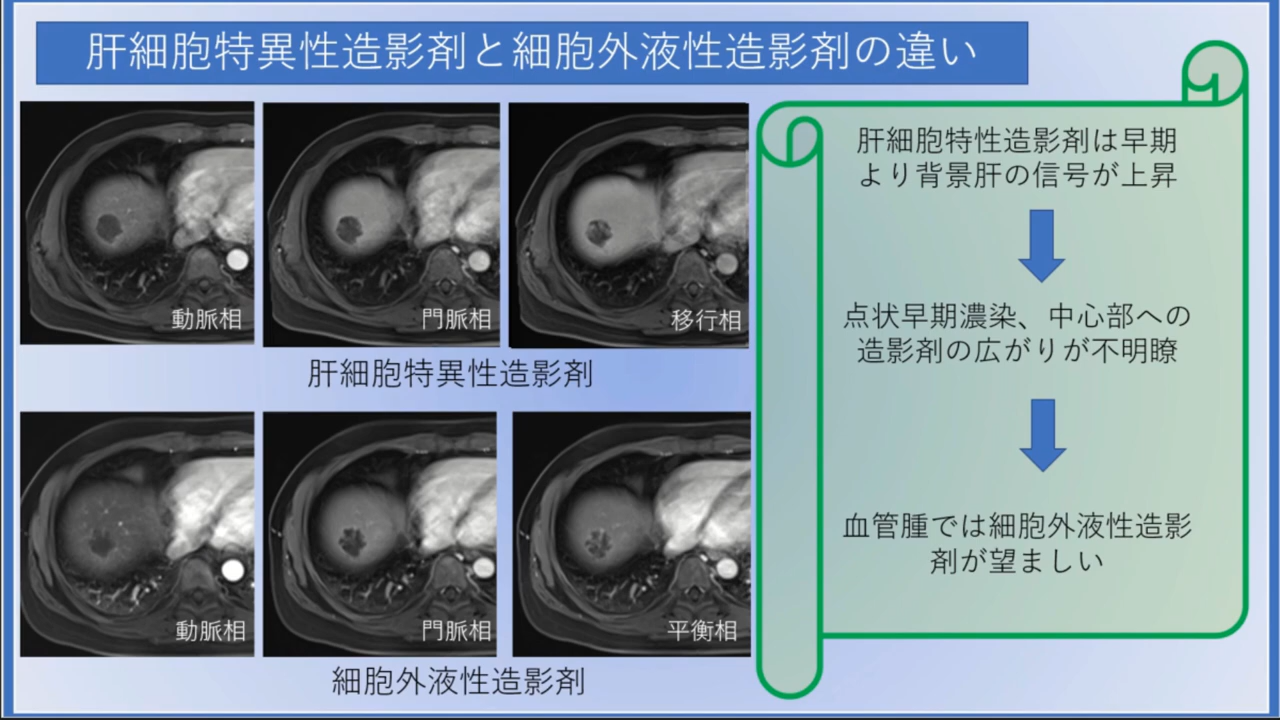 肝細胞特異性造影剤と細胞外液性造影剤の違い
動脈相
門脈相
移行相
肝細胞特異性造影剤
動脈相
門脈相
平衡相
細胞外液性造影剤
肝細胞特性造影剤は早期
より背景肝の信号が上昇
点状早期濃染、中心部への
造影剤の広がりが不明瞭
血管腫では細胞外液性造影
剤が望ましい